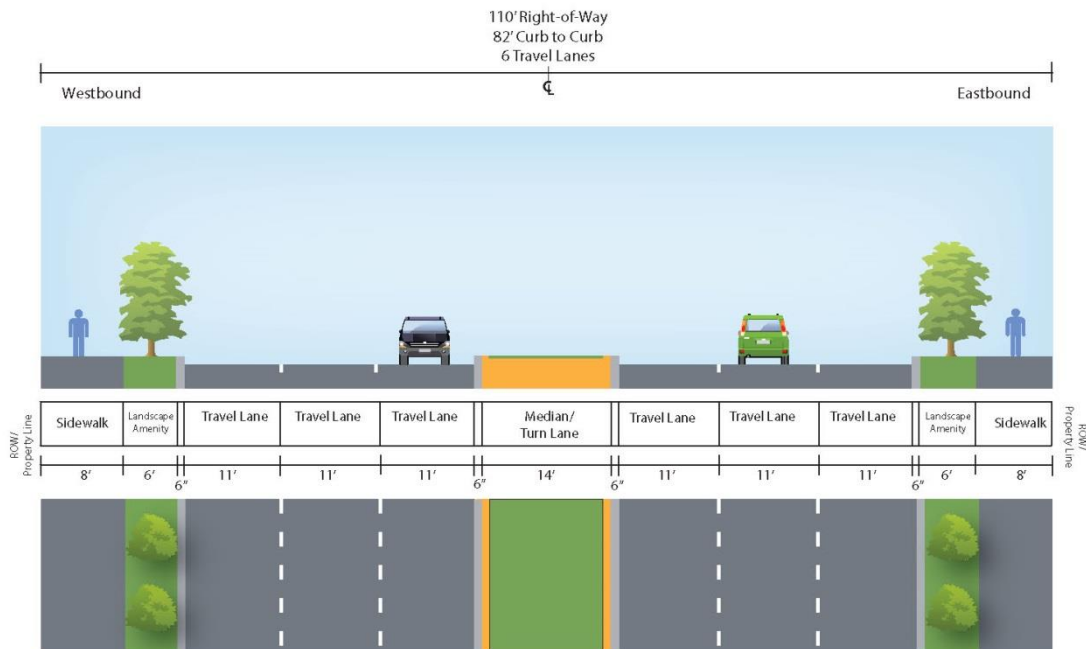 110' Right-of-Way
82' Curb to Curb
6 Travel Lanes
℄
Westbound
Eastbound
ROW/
Property Line
Sidewalk
Landscape
Amenity
Travel Lane
Travel Lane
Travel Lane
Median/
Turn Lane
Travel Lane
Travel Lane
Travel Lane
Landscape
Amenity
Sidewalk
ROW/
Property Line
8'
6'
6"
11'
11'
11'
6"
14'
6"
11'
11'
11'
6"
6'
8'